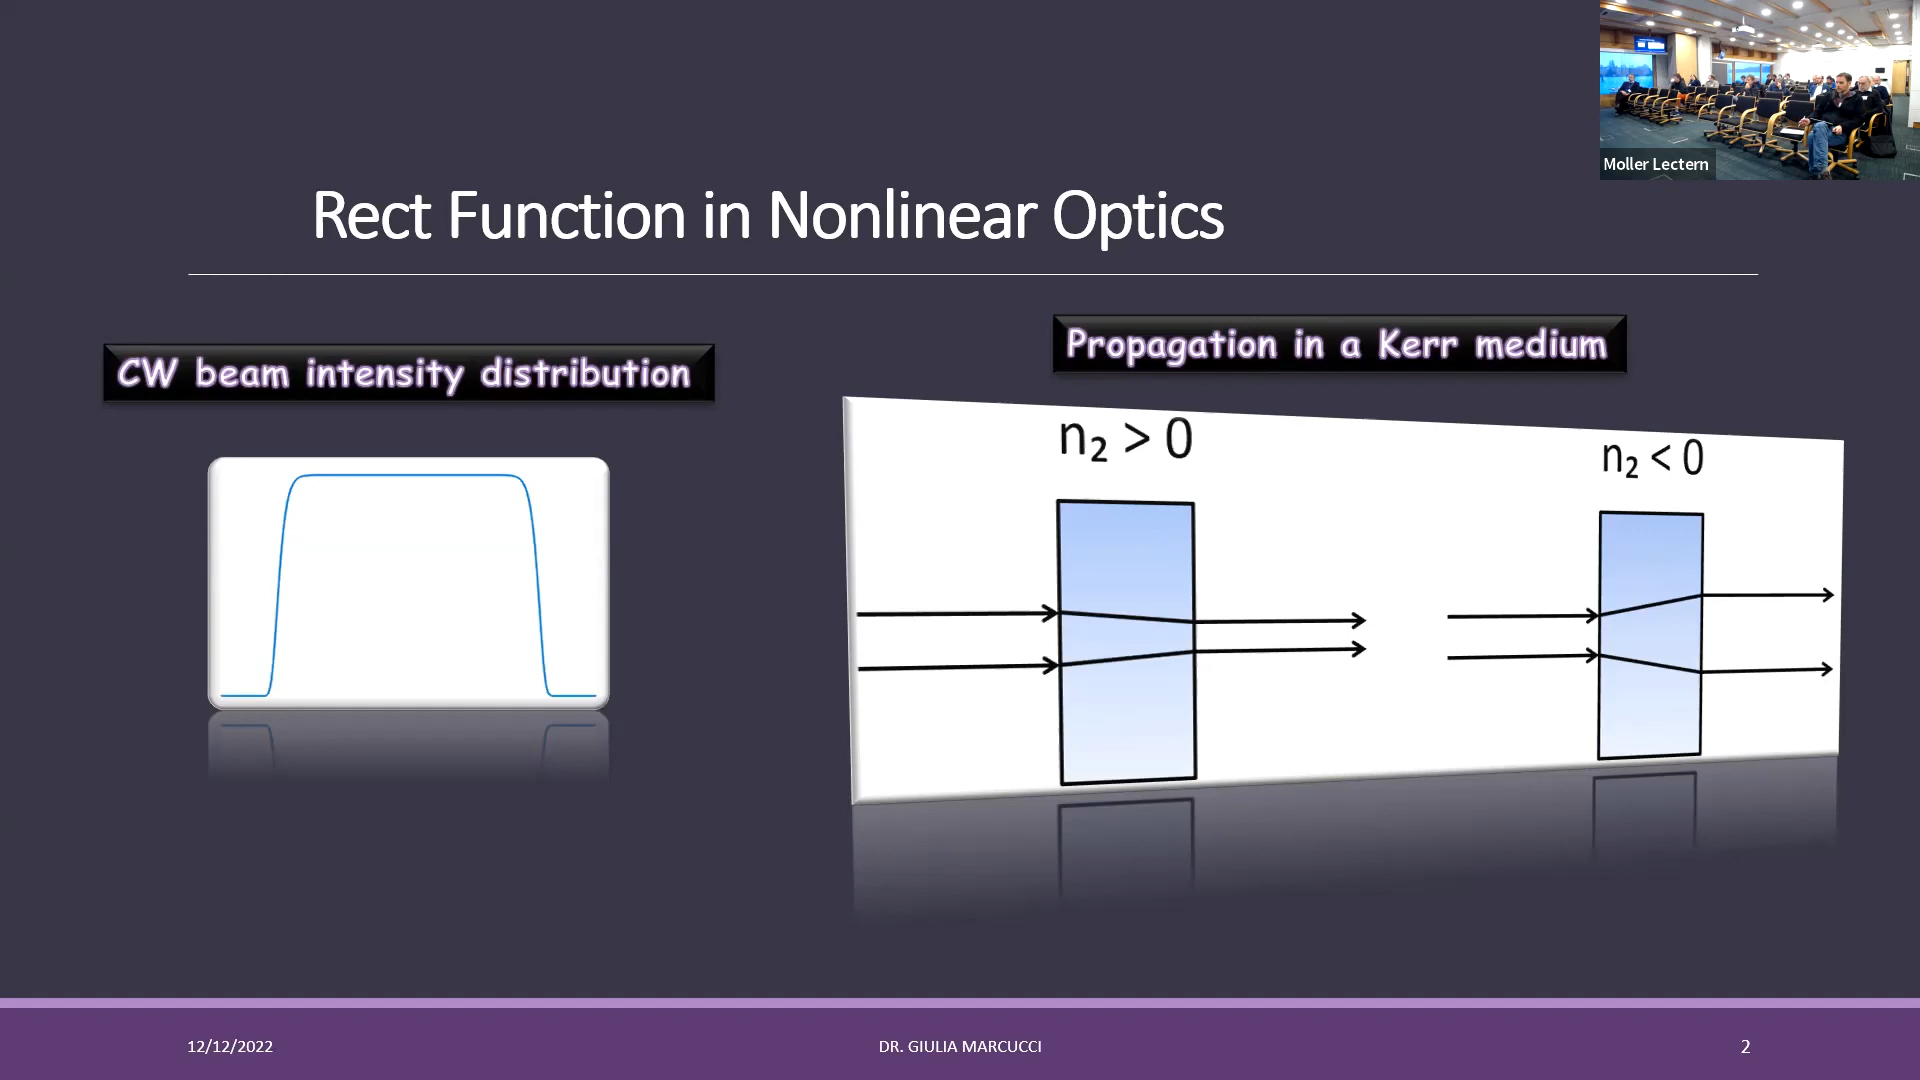 Moller Lectern
Rect Function in Nonlinear Optics
CW beam intensity distribution
Propagation in a Kerr medium
n₂ > 0
n₂ < 0
12/12/2022
DR. GIULIA MARCUCCI
2